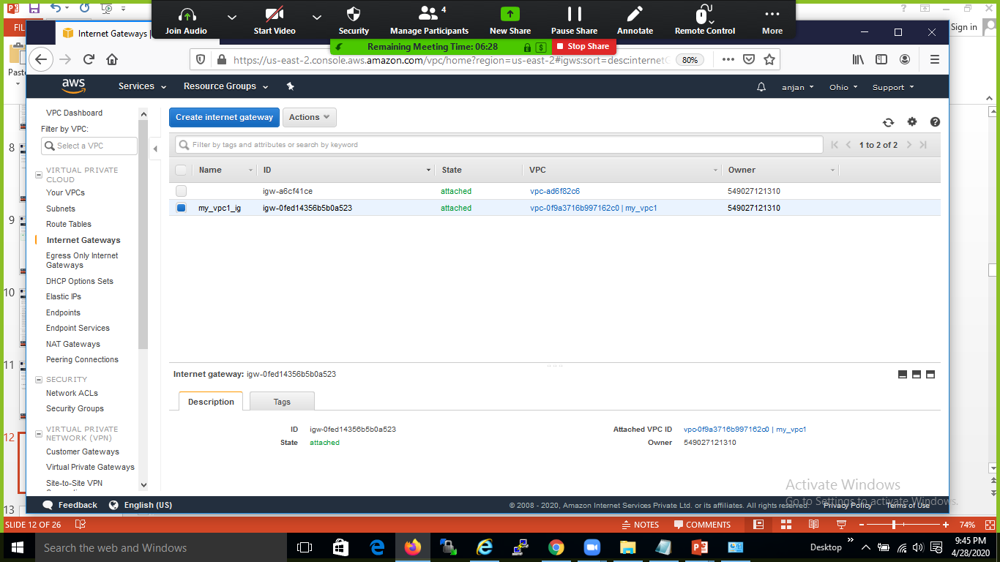 Join Audio
Start Video
Security
4
Manage Participants
New Share
Pause Share
Annotate
Remote Control
More
Remaining Meeting Time: 06:28
Stop Share
FIL
Sign in
Paste
Internet Gateways |
https://us-east-2.console.aws.amazon.com/vpc/home?region=us-east-2#igws:sort=desc:internetG
80%
aws
Services
Resource Groups
anjan
Ohio
Support
VPC Dashboard
Filter by VPC:
Select a VPC
VIRTUAL PRIVATE
CLOUD
Your VPCs
Subnets
Route Tables
Internet Gateways
Egress Only Internet
Gateways
DHCP Options Sets
Elastic IPs
Endpoints
Endpoint Services
NAT Gateways
Peering Connections
SECURITY
Network ACLs
Security Groups
VIRTUAL PRIVATE
NETWORK (VPN)
Customer Gateways
Virtual Private Gateways
Site-to-Site VPN
Create internet gateway
Actions
Filter by tags and attributes or search by keyword
1 to 2 of 2
Name ID State VPC Owner
igw-a6cf41ce attached vpc-ad6f82c6 549027121310
my_vpc1_ig igw-0fed14356b5b0a523 attached vpc-0f9a3716b997162c0 | my_vpc1 549027121310
Internet gateway: igw-0fed14356b5b0a523
Description
Tags
ID igw-0fed14356b5b0a523
State attached
Attached VPC ID vpc-0f9a3716b997162c0 | my_vpc1
Owner 549027121310
Activate Windows
Go to Settings to activate Windows.
Feedback
English (US)
© 2008 - 2020, Amazon Internet Services Private Ltd. or its affiliates. All rights reserved.
Privacy Policy
Terms of Use
8
9
10
11
12
13
SLIDE 12 OF 26
NOTES
COMMENTS
74%
Search the web and Windows
Desktop
9:45 PM
4/28/2020